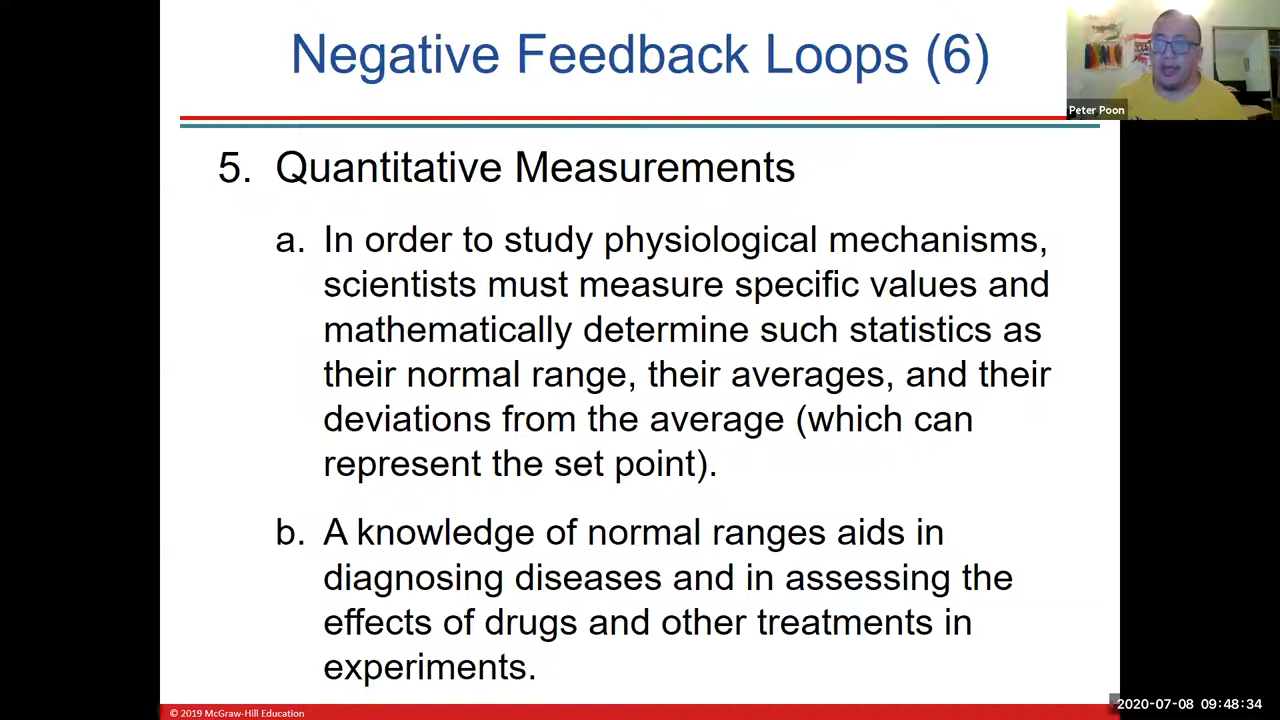 Negative Feedback Loops (6)
Peter Poon
5. Quantitative Measurements
a. In order to study physiological mechanisms,
scientists must measure specific values and
mathematically determine such statistics as
their normal range, their averages, and their
deviations from the average (which can
represent the set point).
b. A knowledge of normal ranges aids in
diagnosing diseases and in assessing the
effects of drugs and other treatments in
experiments.
© 2019 McGraw-Hill Education
2020-07-08 09:48:34